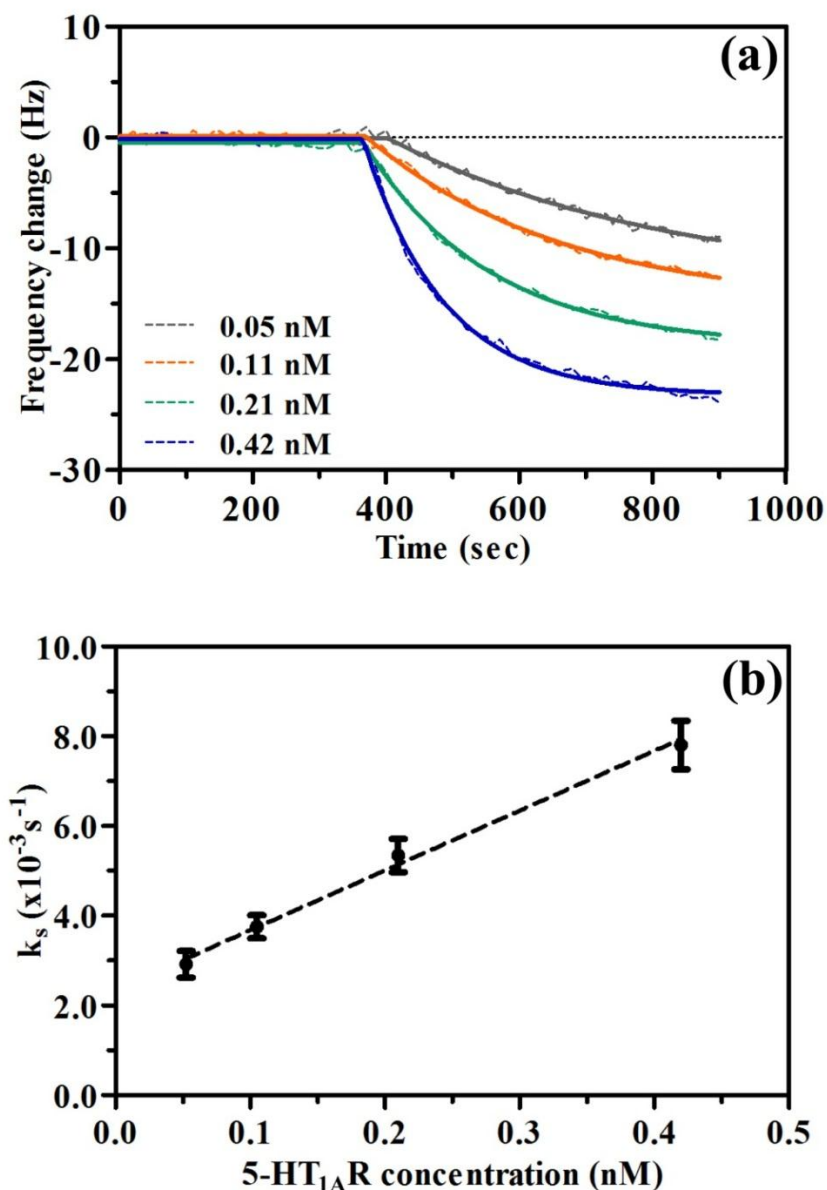 (a)
Frequency change (Hz)
10
0
-10
-20
-30
0.05 nM
0.11 nM
0.21 nM
0.42 nM
0 200 400 600 800 1000
Time (sec)
(b)
kₛ (x10⁻³s⁻¹)
10.0
8.0
6.0
4.0
2.0
0.0
0.0 0.1 0.2 0.3 0.4 0.5
5-HT₁ₐR concentration (nM)